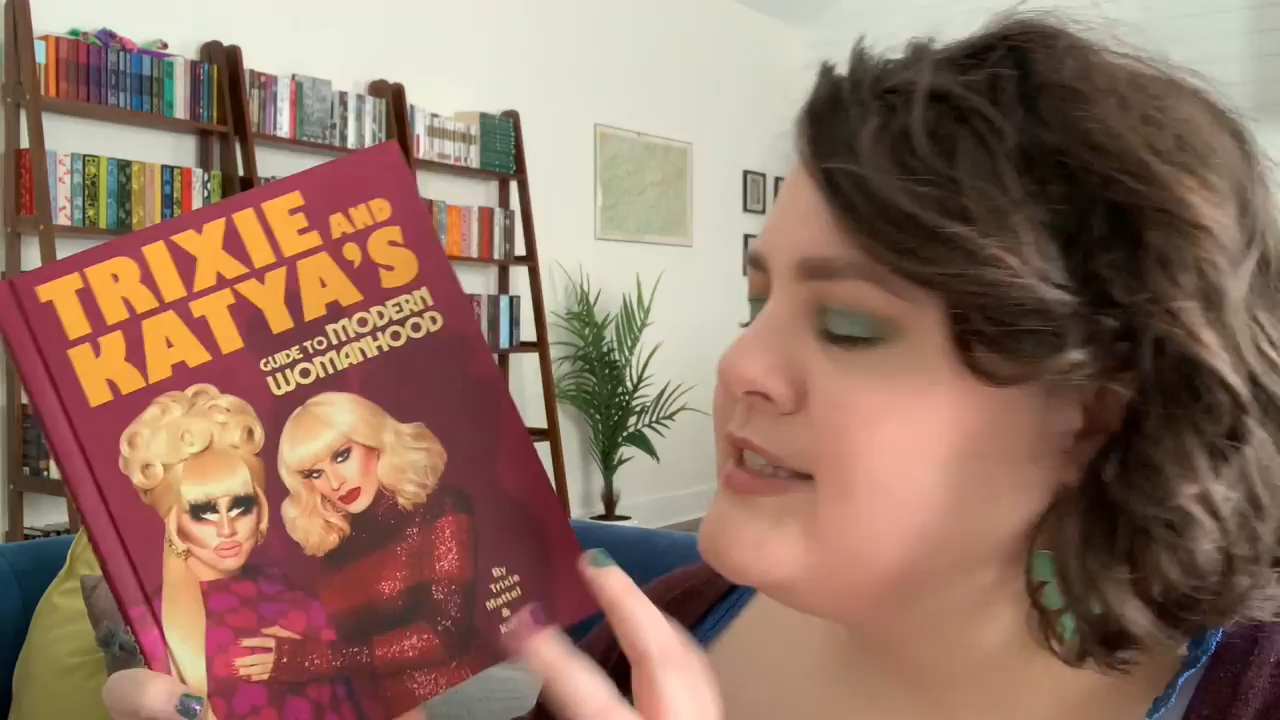 TRIXIE AND
KATYA'S
GUIDE TO MODERN
WOMANHOOD
By
Trixie
Mattel
&